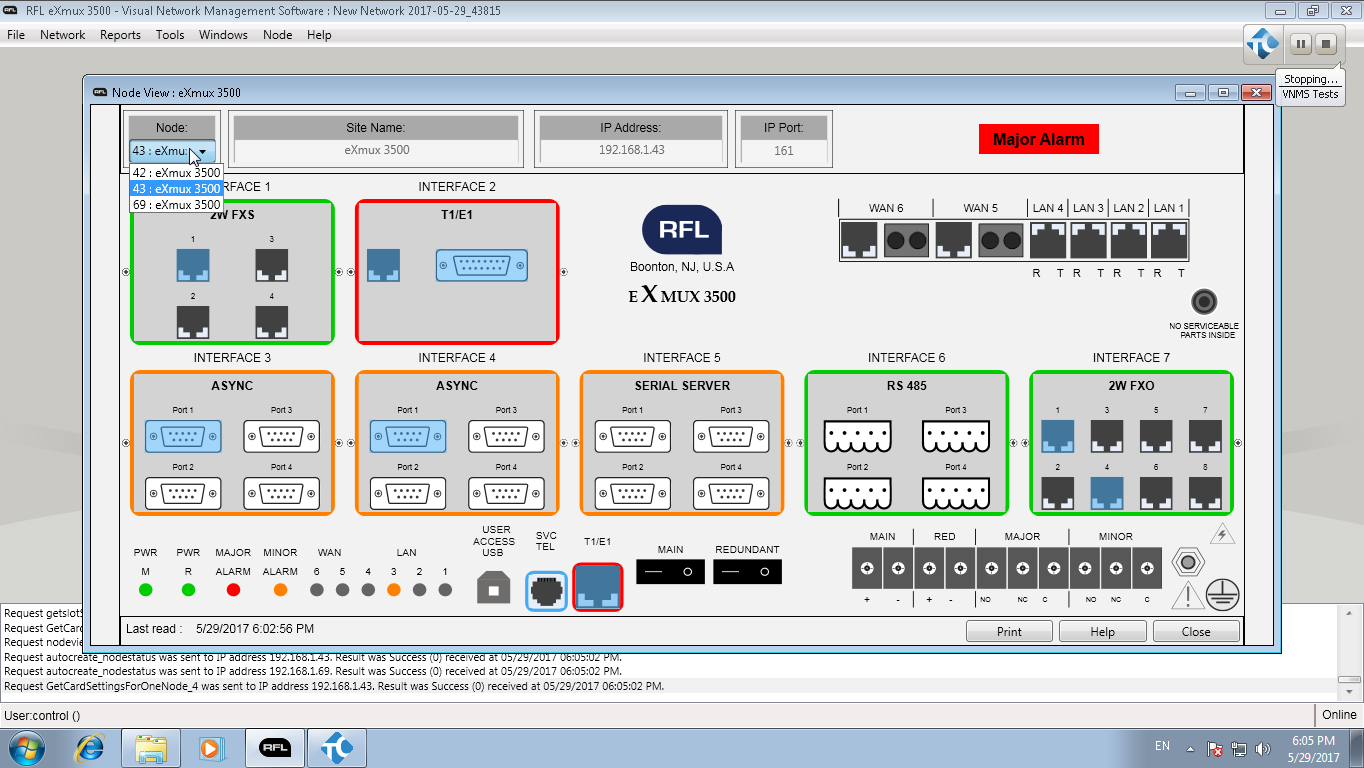 RFL eXmux 3500 - Visual Network Management Software : New Network 2017-05-29_43815
File Network Reports Tools Windows Node Help
Stopping...
VNMS Tests
Node View : eXmux 3500
Node: Site Name: IP Address: IP Port:
43 : eXmu eXmux 3500 192.168.1.43 161
Major Alarm
42 : eXmux 3500
43 : eXmux 3500
69 : eXmux 3500
RFACE 1 INTERFACE 2
2W FXS T1/E1
1 3
2 4
RFL
Boonton, NJ, U.S.A
EXMUX 3500
WAN 6 WAN 5 LAN 4 LAN 3 LAN 2 LAN 1
R T R T R T R T
NO SERVICEABLE
PARTS INSIDE
INTERFACE 3 INTERFACE 4 INTERFACE 5 INTERFACE 6 INTERFACE 7
ASYNC ASYNC SERIAL SERVER RS 485 2W FXO
Port 1 Port 3 Port 1 Port 3 Port 1 Port 3 Port 1 Port 3 1 3 5 7
Port 2 Port 4 Port 2 Port 4 Port 2 Port 4 Port 2 Port 4 2 4 6 8
PWR PWR MAJOR MINOR WAN LAN
M R ALARM ALARM 6 5 4 3 2 1
USER
ACCESS
USB
SVC
TEL
T1/E1
MAIN REDUNDANT
MAIN RED MAJOR MINOR
+ - + - NO NC C NO NC C
Last read : 5/29/2017 6:02:56 PM
Print Help Close
Request getslotS
Request GetCard
Request nodevie
Request autocreate_nodestatus was sent to IP address 192.168.1.43. Result was Success (0) received at 05/29/2017 06:05:02 PM.
Request autocreate_nodestatus was sent to IP address 192.168.1.69. Result was Success (0) received at 05/29/2017 06:05:02 PM.
Request GetCardSettingsForOneNode_4 was sent to IP address 192.168.1.43. Result was Success (0) received at 05/29/2017 06:05:02 PM.
User:control () Online
RFL
EN
6:05 PM
5/29/2017